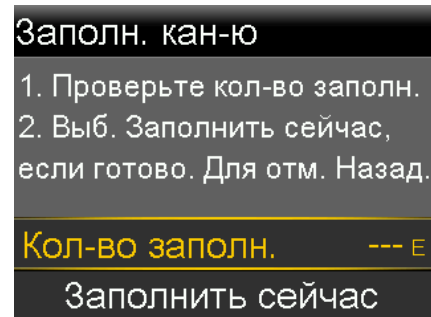 Заполн. кан-ю
1. Проверьте кол-во заполн.
2. Выб. Заполнить сейчас,
если готово. Для отм. Назад.
Кол-во заполн. --- Е
Заполнить сейчас